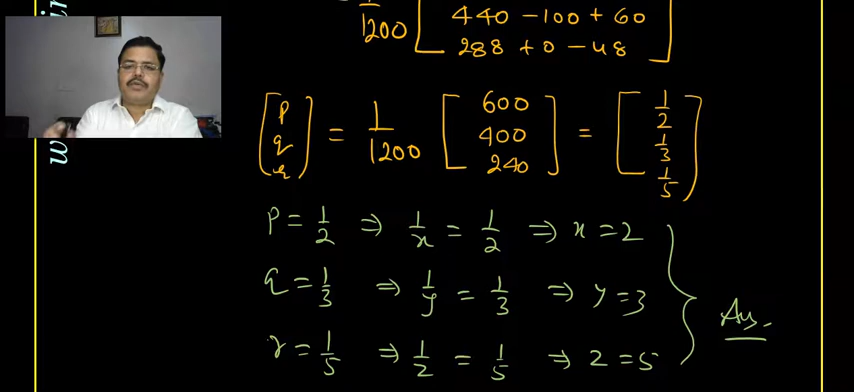 1200 [ 440 -100 + 60
288 + 0 - 48 ]
[ p q r ] = 1/1200 [ 600 400 240 ] = [ 1/2 1/3 1/5 ]
P = 1/2 ⇒ 1/x = 1/2 ⇒ x = 2
q = 1/3 ⇒ 1/y = 1/3 ⇒ y = 3
r = 1/5 ⇒ 1/z = 1/5 ⇒ z = 5
Ans.